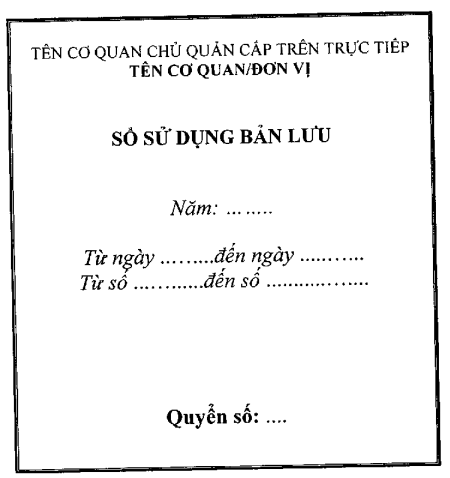 TÊN CƠ QUAN CHỦ QUẢN CẤP TRÊN TRỰC TIẾP
TÊN CƠ QUAN/ĐƠN VỊ
SỔ SỬ DỤNG BẢN LƯU
Năm: ........
Từ ngày .........đến ngày ...........
Từ số ............đến số ..................
Quyển số: ....